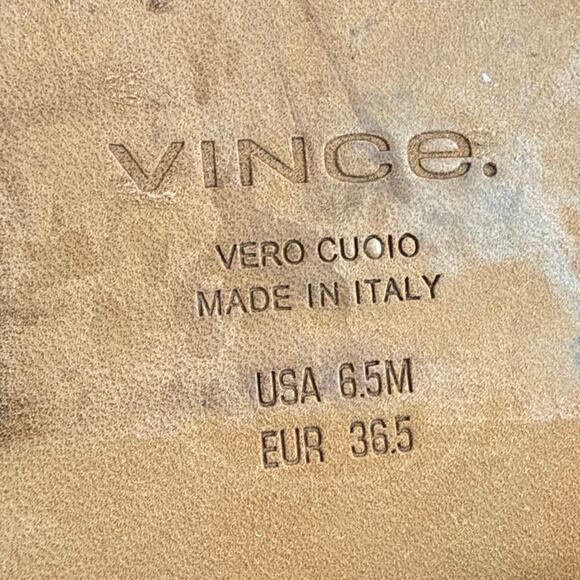 VINCe.
VERO CUOIO
MADE IN ITALY
USA 6.5M
EUR 36.5